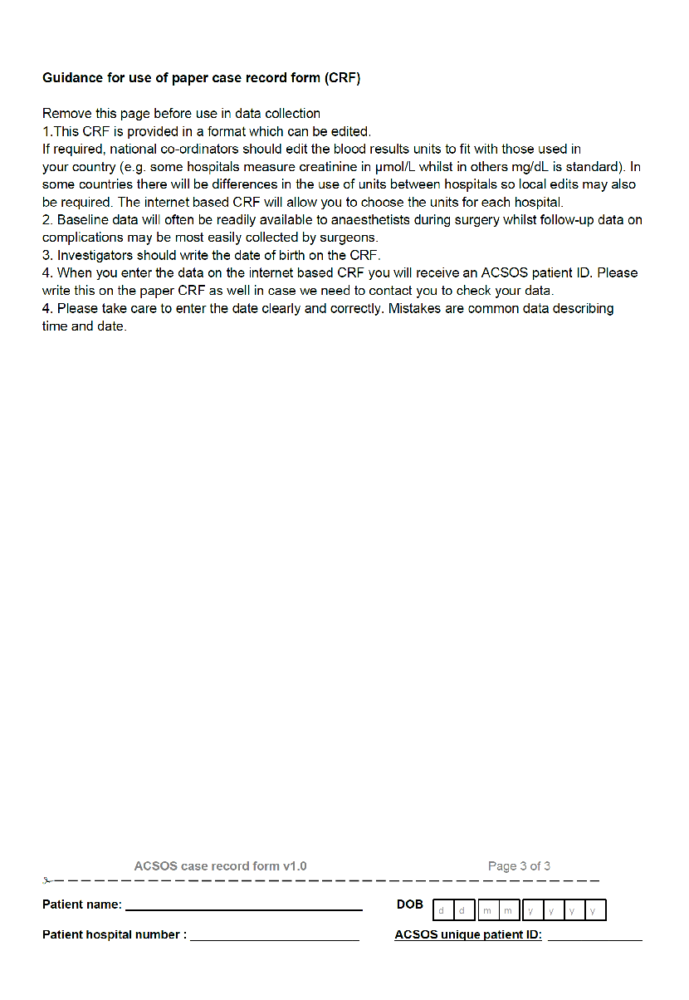 Guidance for use of paper case record form (CRF)
Remove this page before use in data collection
1.This CRF is provided in a format which can be edited.
If required, national co-ordinators should edit the blood results units to fit with those used in
your country (e.g. some hospitals measure creatinine in µmol/L whilst in others mg/dL is standard). In
some countries there will be differences in the use of units between hospitals so local edits may also
be required. The internet based CRF will allow you to choose the units for each hospital.
2. Baseline data will often be readily available to anaesthetists during surgery whilst follow-up data on
complications may be most easily collected by surgeons.
3. Investigators should write the date of birth on the CRF.
4. When you enter the data on the internet based CRF you will receive an ACSOS patient ID. Please
write this on the paper CRF as well in case we need to contact you to check your data.
4. Please take care to enter the date clearly and correctly. Mistakes are common data describing
time and date.
ACSOS case record form v1.0 Page 3 of 3
Patient name: DOB d d m m y y y y
Patient hospital number : ACSOS unique patient ID: